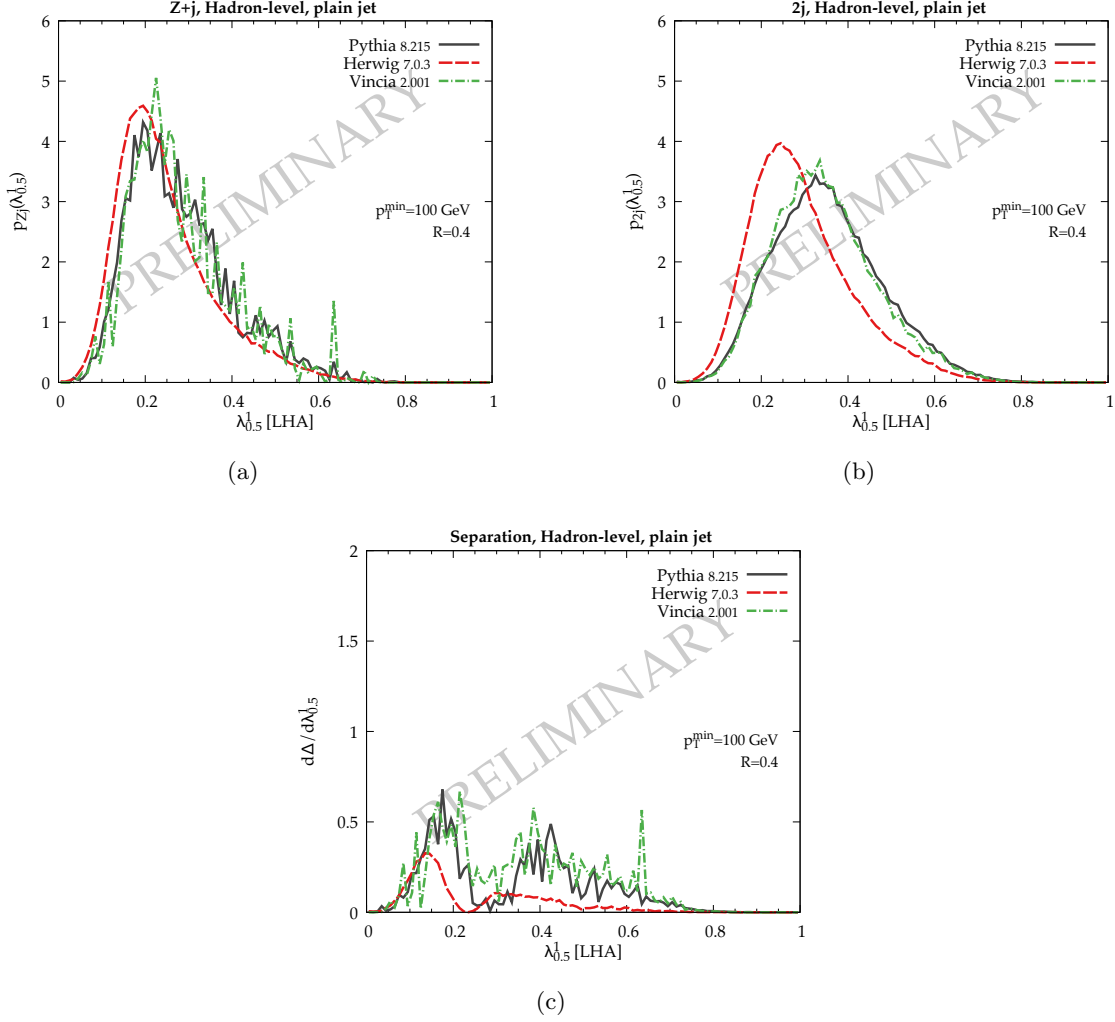 Z+j, Hadron-level, plain jet
Pythia 8.215
Herwig 7.0.3
Vincia 2.001
PRELIMINARY
p_T^min=100 GeV
R=0.4
p_Zj(λ^1_0.5)
0 1 2 3 4 5 6
0 0.2 0.4 0.6 0.8 1
λ^1_0.5 [LHA]
(a)
2j, Hadron-level, plain jet
Pythia 8.215
Herwig 7.0.3
Vincia 2.001
PRELIMINARY
p_T^min=100 GeV
R=0.4
p_2j(λ^1_0.5)
0 1 2 3 4 5 6
0 0.2 0.4 0.6 0.8 1
λ^1_0.5 [LHA]
(b)
Separation, Hadron-level, plain jet
Pythia 8.215
Herwig 7.0.3
Vincia 2.001
PRELIMINARY
p_T^min=100 GeV
R=0.4
dΔ/dλ^1_0.5
0 0.5 1 1.5 2
0 0.2 0.4 0.6 0.8 1
λ^1_0.5 [LHA]
(c)